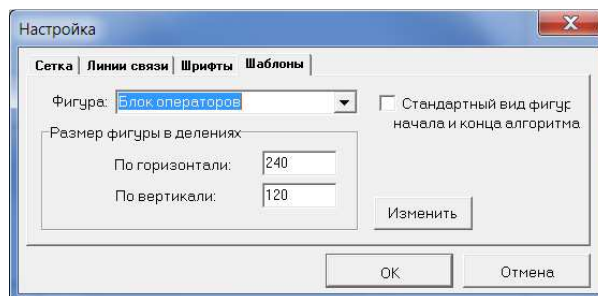 Настройка
Сетка Линии связи Шрифты Шаблоны
Фигура: Блок операторов
Стандартный вид фигур
начала и конца алгоритма
Размер фигуры в делениях
По горизонтали: 240
По вертикали: 120
Изменить
OK Отмена